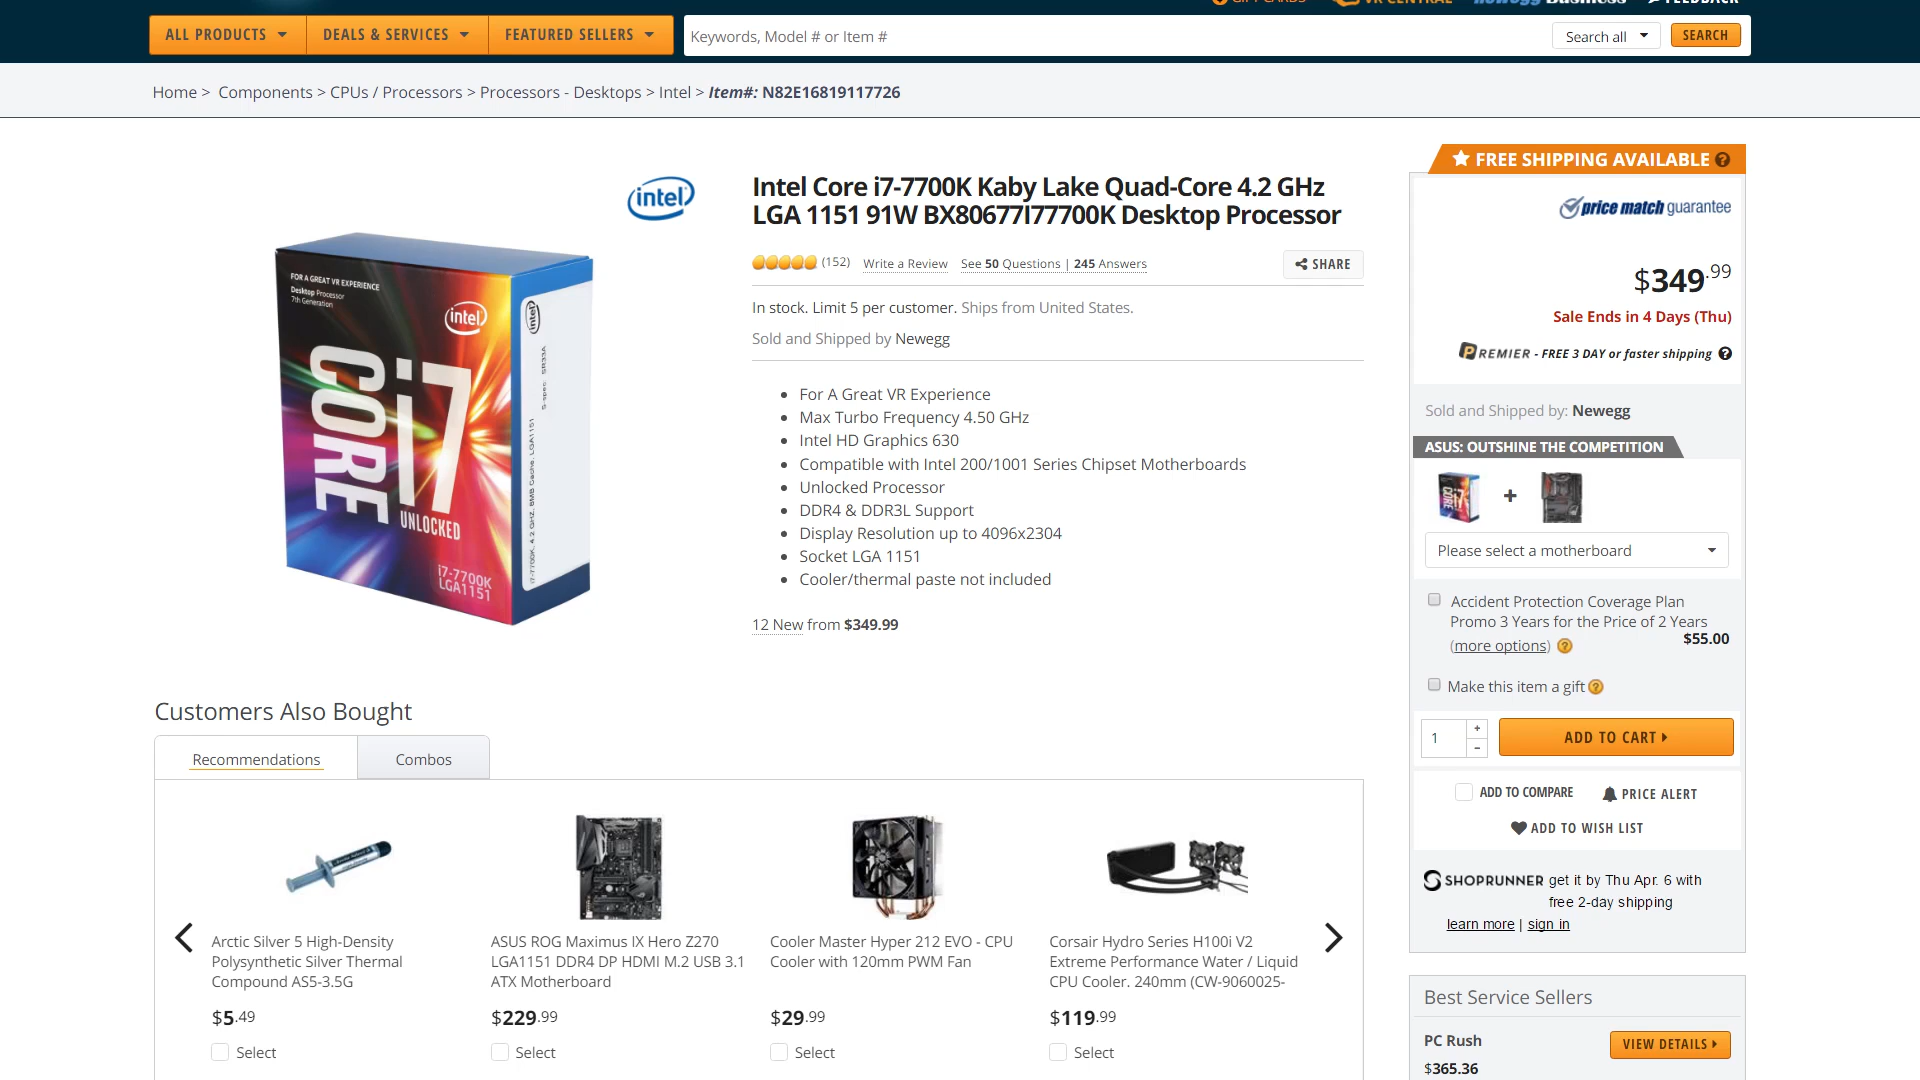 ALL PRODUCTS
DEALS & SERVICES
FEATURED SELLERS
Keywords, Model # or Item #
Search all
SEARCH
Home > Components > CPUs / Processors > Processors - Desktops > Intel > Item#: N82E16819117726
intel
FOR A GREAT VR EXPERIENCE
Desktop Processor
7th Generation
intel
CORE i7
UNLOCKED
i7-7700K
LGA1151
Intel Core i7-7700K Kaby Lake Quad-Core 4.2 GHz
LGA 1151 91W BX80677I77700K Desktop Processor
(152) Write a Review See 50 Questions | 245 Answers
SHARE
In stock. Limit 5 per customer. Ships from United States.
Sold and Shipped by Newegg
For A Great VR Experience
Max Turbo Frequency 4.50 GHz
Intel HD Graphics 630
Compatible with Intel 200/1001 Series Chipset Motherboards
Unlocked Processor
DDR4 & DDR3L Support
Display Resolution up to 4096x2304
Socket LGA 1151
Cooler/thermal paste not included
12 New from $349.99
FREE SHIPPING AVAILABLE ?
price match guarantee
$349.99
Sale Ends in 4 Days (Thu)
PREMIER - FREE 3 DAY or faster shipping ?
Sold and Shipped by: Newegg
ASUS: OUTSHINE THE COMPETITION
+
Please select a motherboard
Accident Protection Coverage Plan
Promo 3 Years for the Price of 2 Years
(more options) ? $55.00
Make this item a gift ?
1 + -
ADD TO CART
ADD TO COMPARE
PRICE ALERT
ADD TO WISH LIST
SHOPRUNNER get it by Thu Apr. 6 with
free 2-day shipping
learn more | sign in
Best Service Sellers
PC Rush
VIEW DETAILS
$365.36
Customers Also Bought
Recommendations
Combos
Arctic Silver 5 High-Density
Polysynthetic Silver Thermal
Compound AS5-3.5G
$5.49
Select
ASUS ROG Maximus IX Hero Z270
LGA1151 DDR4 DP HDMI M.2 USB 3.1
ATX Motherboard
$229.99
Select
Cooler Master Hyper 212 EVO - CPU
Cooler with 120mm PWM Fan
$29.99
Select
Corsair Hydro Series H100i V2
Extreme Performance Water / Liquid
CPU Cooler. 240mm (CW-9060025-
$119.99
Select